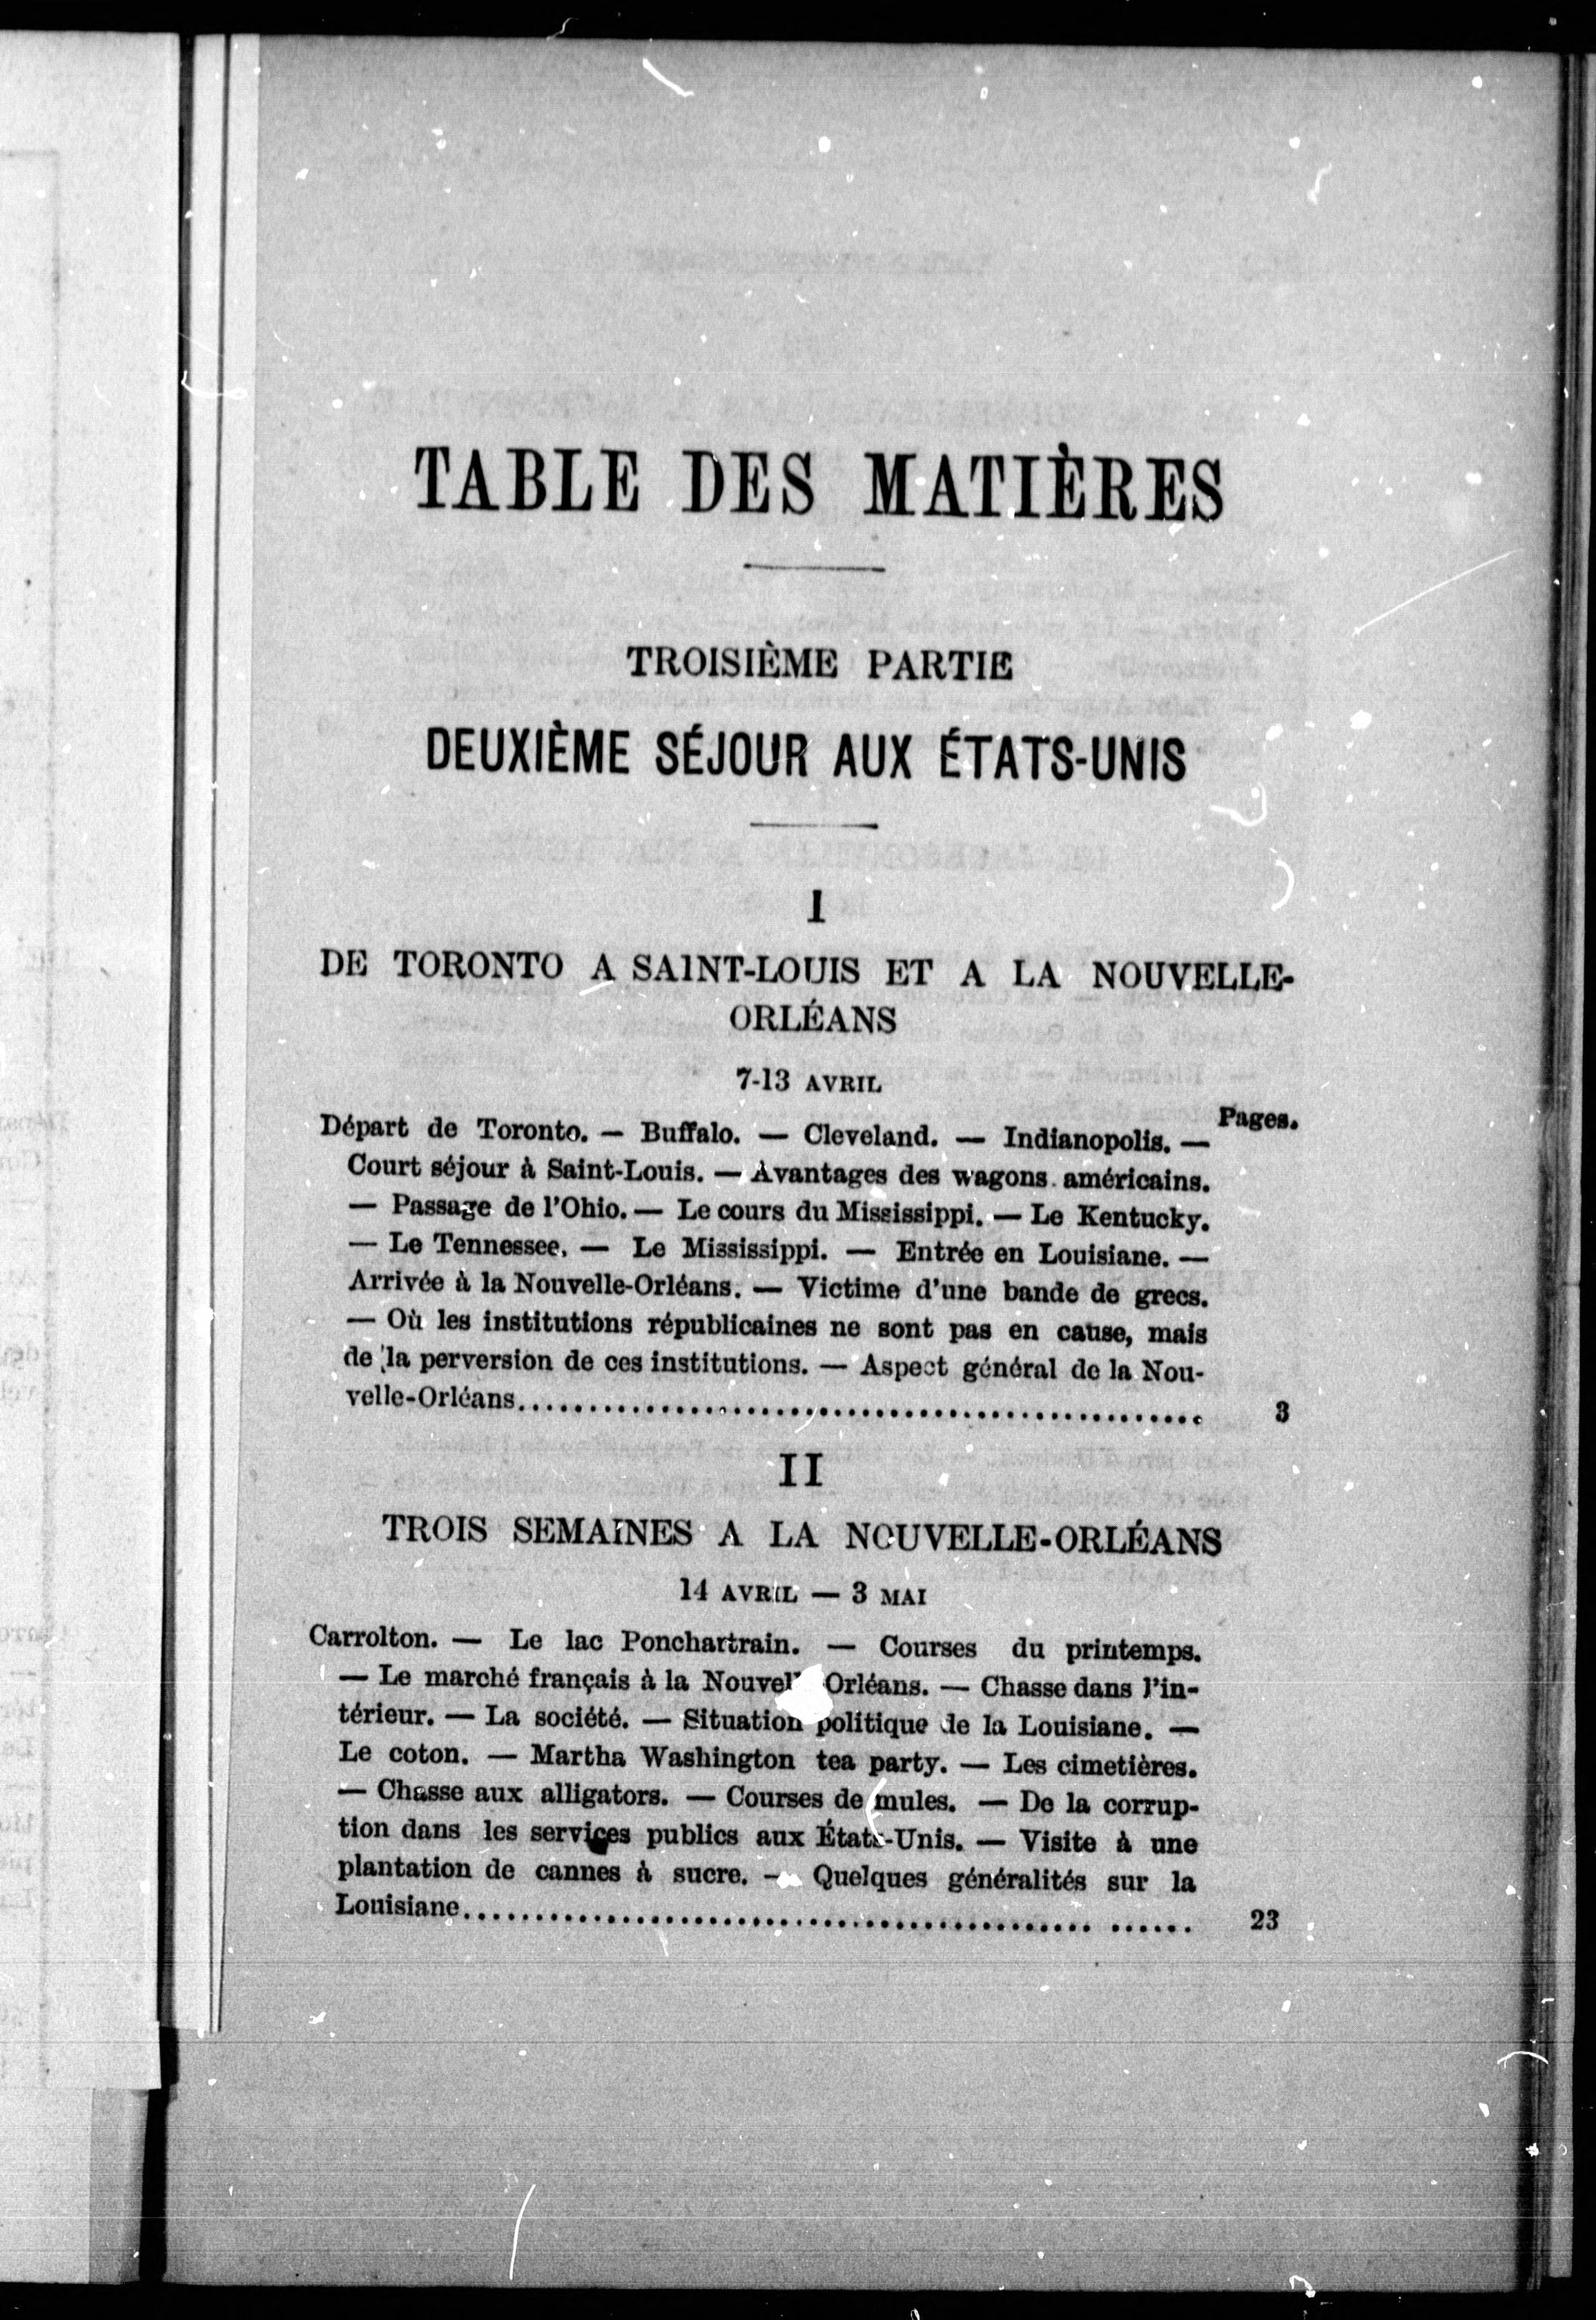 TABLE DES MATIÈRES
TROISIÈME PARTIE
DEUXIÈME SÉJOUR AUX ÉTATS-UNIS
I
DE TORONTO A SAINT-LOUIS ET A LA NOUVELLE-
ORLÉANS
7-13 AVRIL
Pages.
Départ de Toronto. — Buffalo. — Cleveland. — Indianopolis. —
Court séjour à Saint-Louis. — Avantages des wagons américains.
— Passage de l'Ohio. — Le cours du Mississippi. — Le Kentucky.
— Le Tennessee. — Le Mississippi. — Entrée en Louisiane. —
Arrivée à la Nouvelle-Orléans. — Victime d'une bande de grecs.
— Où les institutions républicaines ne sont pas en cause, mais
de la perversion de ces institutions. — Aspect général de la Nou-
velle-Orléans................................................ 3
II
TROIS SEMAINES A LA NOUVELLE-ORLÉANS
14 AVRIL — 3 MAI
Carrolton. — Le lac Ponchartrain. — Courses du printemps.
— Le marché français à la Nouvelle-Orléans. — Chasse dans l'in-
térieur. — La société. — Situation politique de la Louisiane. —
Le coton. — Martha Washington tea party. — Les cimetières.
— Chasse aux alligators. — Courses de mules. — De la corrup-
tion dans les services publics aux États-Unis. — Visite à une
plantation de cannes à sucre. — Quelques généralités sur la
Louisiane.................................................. 23